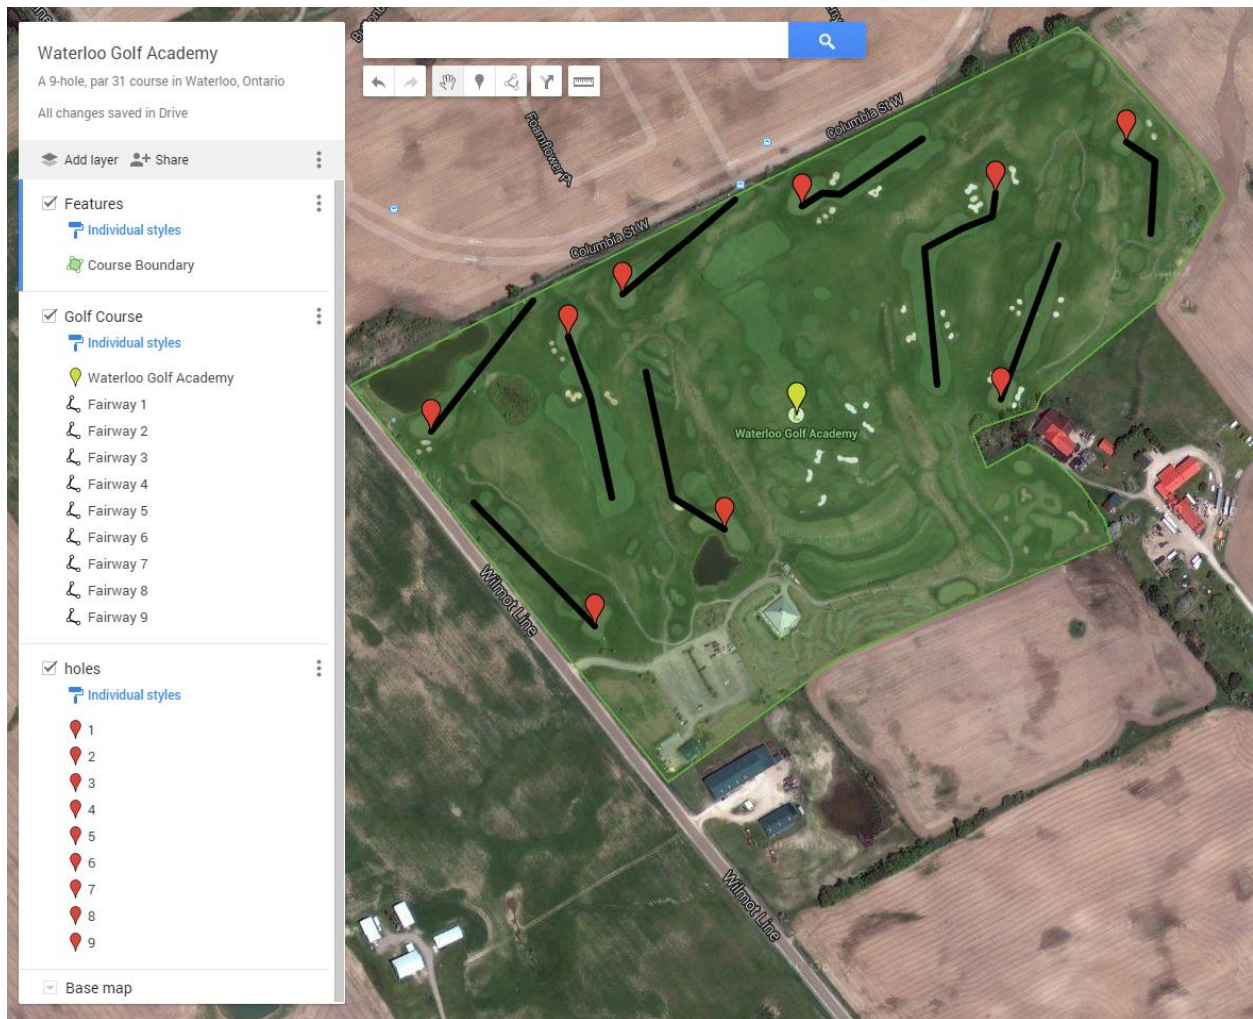 Waterloo Golf Academy
A 9-hole, par 31 course in Waterloo, Ontario
All changes saved in Drive
Add layer Share
Features
Individual styles
Course Boundary
Golf Course
Individual styles
Waterloo Golf Academy
Fairway 1
Fairway 2
Fairway 3
Fairway 4
Fairway 5
Fairway 6
Fairway 7
Fairway 8
Fairway 9
holes
Individual styles
1
2
3
4
5
6
7
8
9
Base map
Foamflower Pl
Columbia St W
Columbia St W
Waterloo Golf Academy
Wilmot Line
Wilmot Line